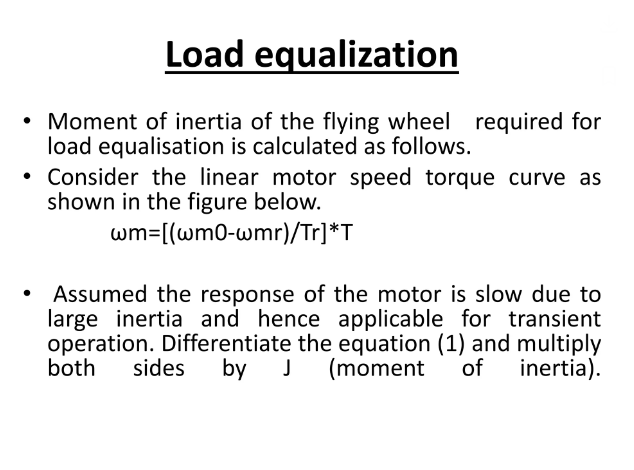 Load equalization
• Moment of inertia of the flying wheel required for
load equalisation is calculated as follows.
• Consider the linear motor speed torque curve as
shown in the figure below.
ωm=[(ωm0-ωmr)/Tr]*T
• Assumed the response of the motor is slow due to
large inertia and hence applicable for transient
operation. Differentiate the equation (1) and multiply
both sides by J (moment of inertia).